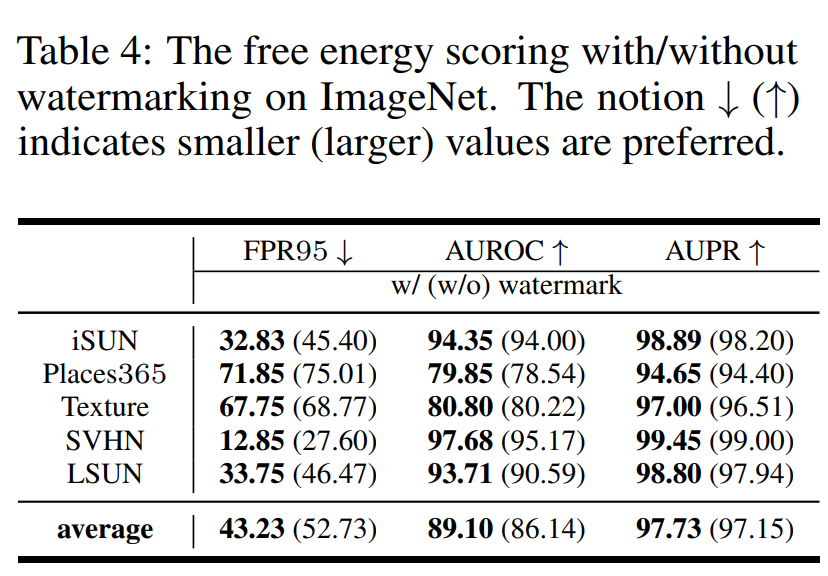 Table 4: The free energy scoring with/without
watermarking on ImageNet. The notion ↓ (↑)
indicates smaller (larger) values are preferred.
FPR95 ↓ AUROC ↑ AUPR ↑
w/ (w/o) watermark
iSUN 32.83 (45.40) 94.35 (94.00) 98.89 (98.20)
Places365 71.85 (75.01) 79.85 (78.54) 94.65 (94.40)
Texture 67.75 (68.77) 80.80 (80.22) 97.00 (96.51)
SVHN 12.85 (27.60) 97.68 (95.17) 99.45 (99.00)
LSUN 33.75 (46.47) 93.71 (90.59) 98.80 (97.94)
average 43.23 (52.73) 89.10 (86.14) 97.73 (97.15)